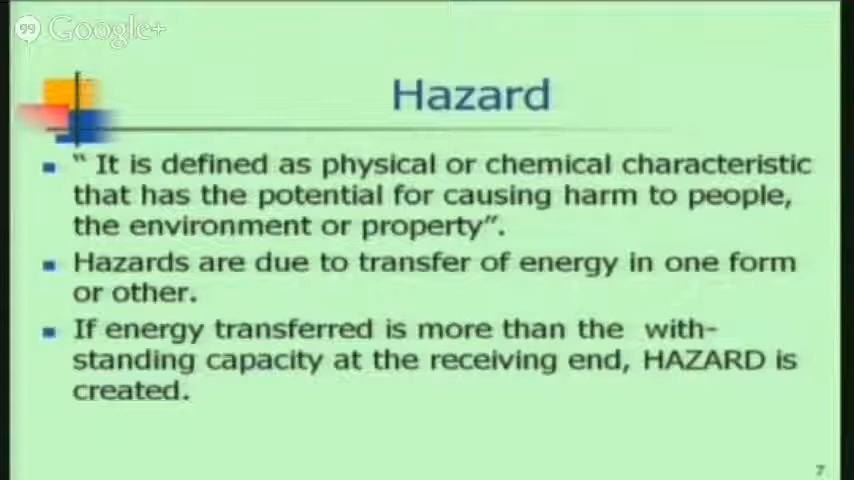 Google+
Hazard
“ It is defined as physical or chemical characteristic
that has the potential for causing harm to people,
the environment or property”.
Hazards are due to transfer of energy in one form
or other.
If energy transferred is more than the with-
standing capacity at the receiving end, HAZARD is
created.
7